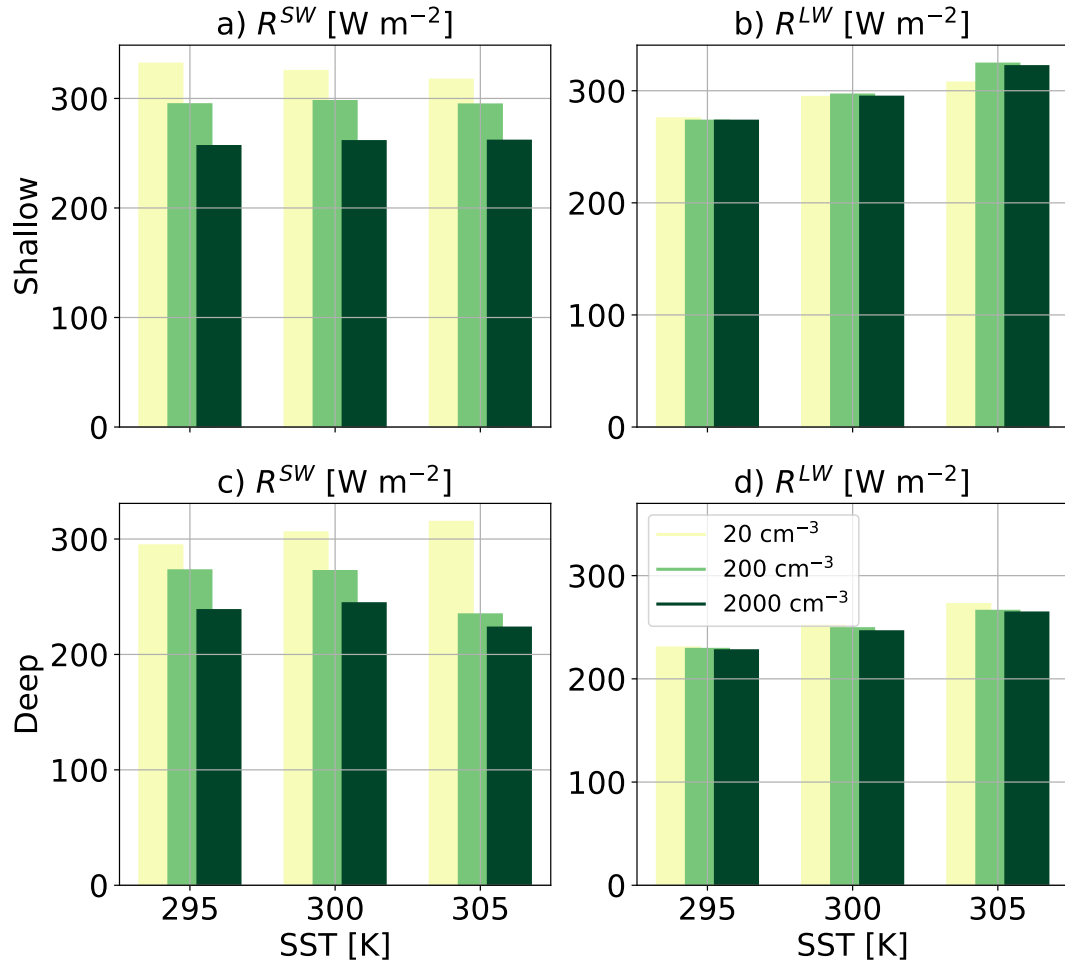 a) R^SW [W m⁻²]
b) R^LW [W m⁻²]
300
200
100
0
Shallow
300
200
100
0
c) R^SW [W m⁻²]
d) R^LW [W m⁻²]
300
200
100
0
Deep
295
300
305
SST [K]
20 cm⁻³
200 cm⁻³
2000 cm⁻³
300
200
100
0
295
300
305
SST [K]